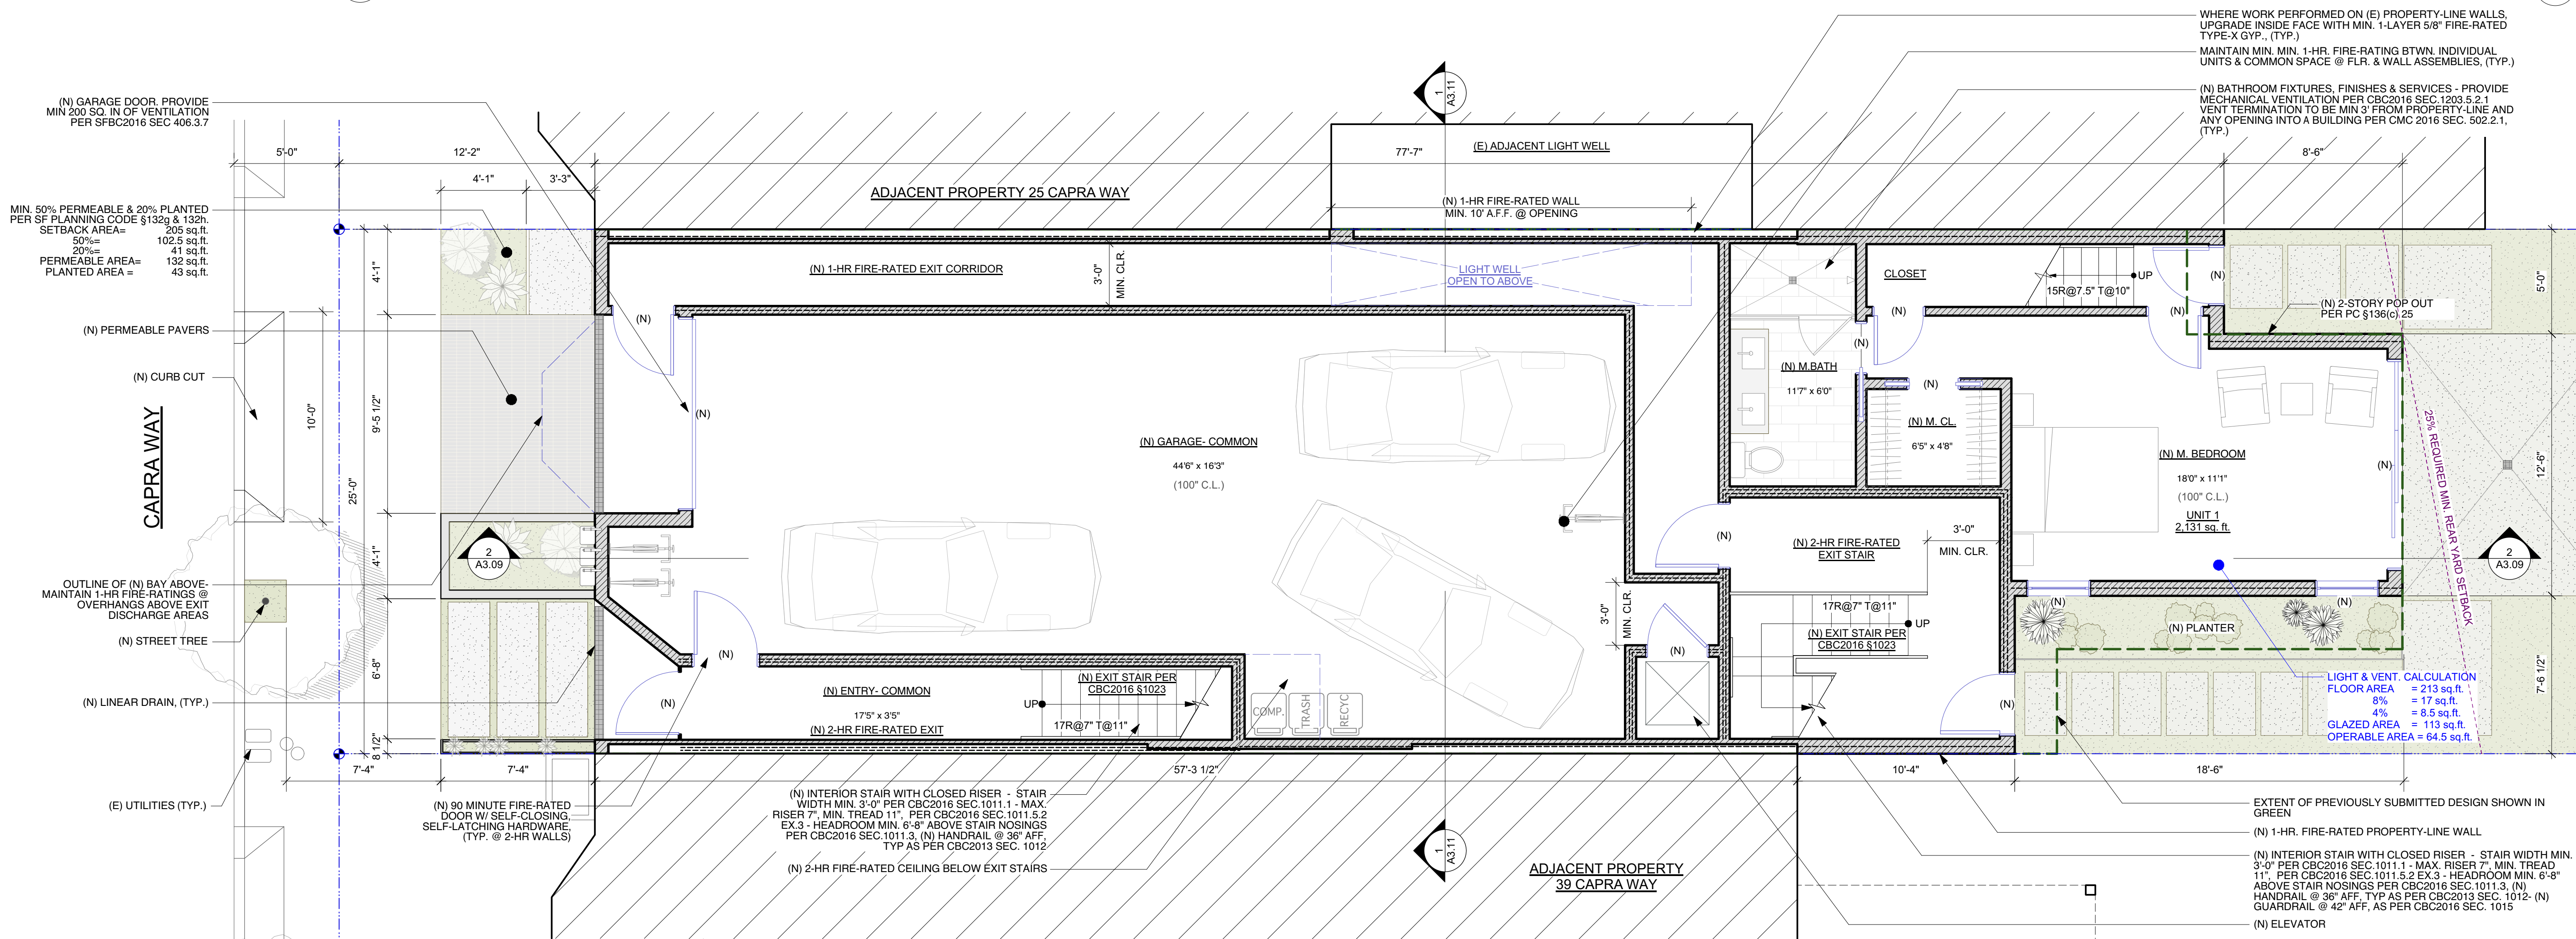 WHERE WORK PERFORMED ON (E) PROPERTY-LINE WALLS,
UPGRADE INSIDE FACE WITH MIN. 1-LAYER 5/8" FIRE-RATED
TYPE-X GYP., (TYP.)
MAINTAIN MIN. MIN. 1-HR. FIRE-RATING BTWN. INDIVIDUAL
UNITS & COMMON SPACE @ FLR. & WALL ASSEMBLIES, (TYP.)
(N) BATHROOM FIXTURES, FINISHES & SERVICES - PROVIDE
MECHANICAL VENTILATION PER CBC2016 SEC.1203.5.2.1
VENT TERMINATION TO BE MIN 3' FROM PROPERTY-LINE AND
ANY OPENING INTO A BUILDING PER CMC 2016 SEC. 502.2.1,
(TYP.)
1
A3.11
(N) GARAGE DOOR. PROVIDE
MIN 200 SQ. IN OF VENTILATION
PER SFBC2016 SEC 406.3.7
5'-0"
12'-2"
77'-7"
8'-6"
4'-1"
3'-3"
(E) ADJACENT LIGHT WELL
ADJACENT PROPERTY 25 CAPRA WAY
(N) 1-HR FIRE-RATED WALL
MIN. 10' A.F.F. @ OPENING
MIN. 50% PERMEABLE & 20% PLANTED
PER SF PLANNING CODE §132g & 132h.
SETBACK AREA= 205 sq.ft.
50%= 102.5 sq.ft.
20%= 41 sq.ft.
PERMEABLE AREA= 132 sq.ft.
PLANTED AREA = 43 sq.ft.
4'-1"
(N) 1-HR FIRE-RATED EXIT CORRIDOR
3'-0"
MIN. CLR.
LIGHT WELL
OPEN TO ABOVE
CLOSET
UP
15R@7.5" T@10"
(N)
5'-0"
(N) 2-STORY POP OUT
PER PC §136(c) 25
(N)
(N)
(N)
(N)
(N) PERMEABLE PAVERS
(N) CURB CUT
CAPRA WAY
10'-0"
25'-0"
9'-5 1/2"
(N)
(N) GARAGE- COMMON
44'6" x 16'3"
(100" C.L.)
(N) M.BATH
11'7" x 6'0"
(N)
(N) M. CL.
6'5" x 4'8"
(N) M. BEDROOM
18'0" x 11'1"
(100" C.L.)
UNIT 1
2,131 sq. ft.
(N)
25% REQUIRED MIN. REAR YARD SETBACK
12'-6"
4'-1"
2
A3.09
(N)
(N) 2-HR FIRE-RATED
EXIT STAIR
3'-0"
MIN. CLR.
2
A3.09
OUTLINE OF (N) BAY ABOVE-
MAINTAIN 1-HR FIRE-RATINGS @
OVERHANGS ABOVE EXIT
DISCHARGE AREAS
(N) STREET TREE
3'-0"
MIN. CLR.
17R@7" T@11"
UP
(N) EXIT STAIR PER
CBC2016 §1023
(N)
(N)
(N) PLANTER
6'-8"
(N)
(N)
(N) ENTRY- COMMON
17'5" x 3'5"
(N) 2-HR FIRE-RATED EXIT
(N) EXIT STAIR PER
CBC2016 §1023
UP
17R@7" T@11"
(N)
COMP.
TRASH
RECYC
(N)
7'-6 1/2"
LIGHT & VENT. CALCULATION
FLOOR AREA = 213 sq.ft.
8% = 17 sq.ft.
4% = 8.5 sq.ft.
GLAZED AREA = 113 sq.ft.
OPERABLE AREA = 64.5 sq.ft.
(N) LINEAR DRAIN, (TYP.)
8 1/2"
7'-4"
7'-4"
57'-3 1/2"
10'-4"
18'-6"
(E) UTILITIES (TYP.)
(N) 90 MINUTE FIRE-RATED
DOOR W/ SELF-CLOSING,
SELF-LATCHING HARDWARE,
(TYP. @ 2-HR WALLS)
(N) INTERIOR STAIR WITH CLOSED RISER - STAIR
WIDTH MIN. 3'-0" PER CBC2016 SEC.1011.1 - MAX.
RISER 7", MIN. TREAD 11", PER CBC2016 SEC.1011.5.2
EX.3 - HEADROOM MIN. 6'-8" ABOVE STAIR NOSINGS
PER CBC2016 SEC.1011.3, (N) HANDRAIL @ 36" AFF,
TYP AS PER CBC2013 SEC. 1012
(N) 2-HR FIRE-RATED CEILING BELOW EXIT STAIRS
1
A3.11
ADJACENT PROPERTY
39 CAPRA WAY
EXTENT OF PREVIOUSLY SUBMITTED DESIGN SHOWN IN
GREEN
(N) 1-HR. FIRE-RATED PROPERTY-LINE WALL
(N) INTERIOR STAIR WITH CLOSED RISER - STAIR WIDTH MIN.
3'-0" PER CBC2016 SEC.1011.1 - MAX. RISER 7", MIN. TREAD
11", PER CBC2016 SEC.1011.5.2 EX.3 - HEADROOM MIN. 6'-8"
ABOVE STAIR NOSINGS PER CBC2016 SEC.1011.3, (N)
HANDRAIL @ 36" AFF, TYP AS PER CBC2013 SEC. 1012- (N)
GUARDRAIL @ 42" AFF, AS PER CBC2016 SEC. 1015
(N) ELEVATOR